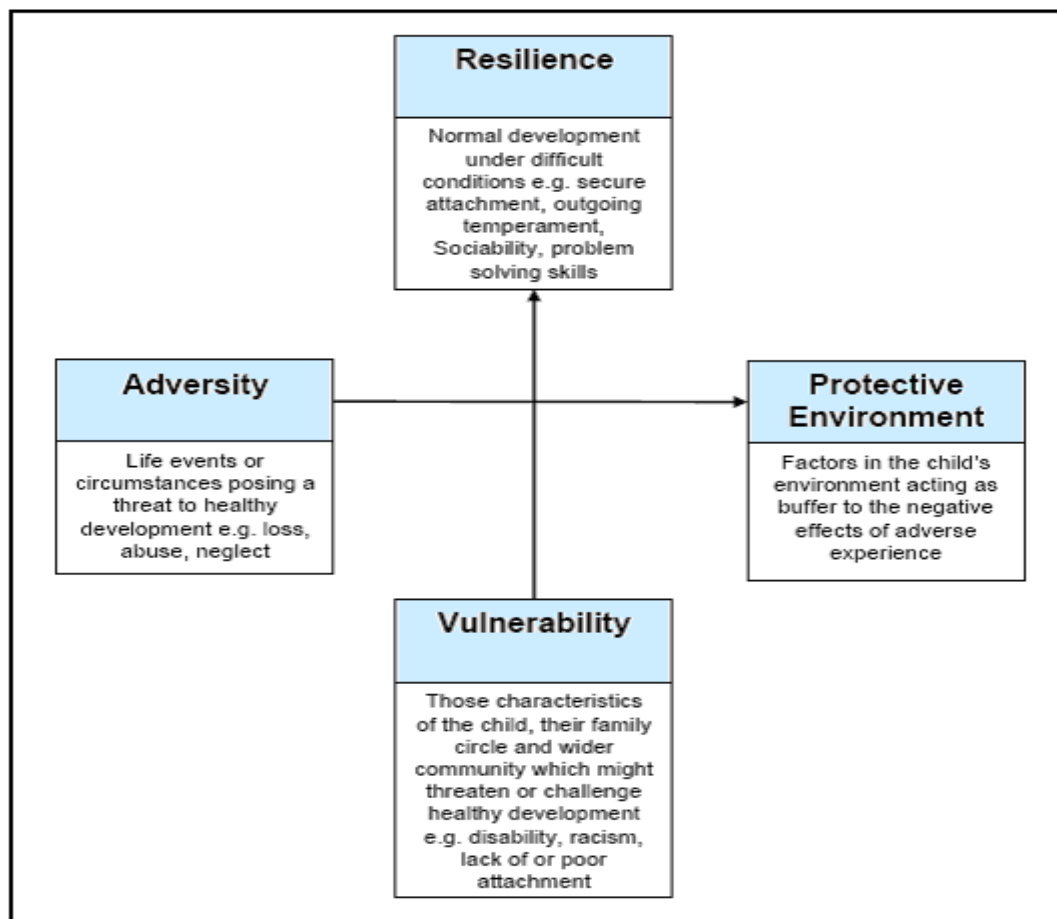 Resilience
Normal development
under difficult
conditions e.g. secure
attachment, outgoing
temperament,
Sociability, problem
solving skills
Adversity
Life events or
circumstances posing a
threat to healthy
development e.g. loss,
abuse, neglect
Protective
Environment
Factors in the child's
environment acting as
buffer to the negative
effects of adverse
experience
Vulnerability
Those characteristics
of the child, their family
circle and wider
community which might
threaten or challenge
healthy development
e.g. disability, racism,
lack of or poor
attachment